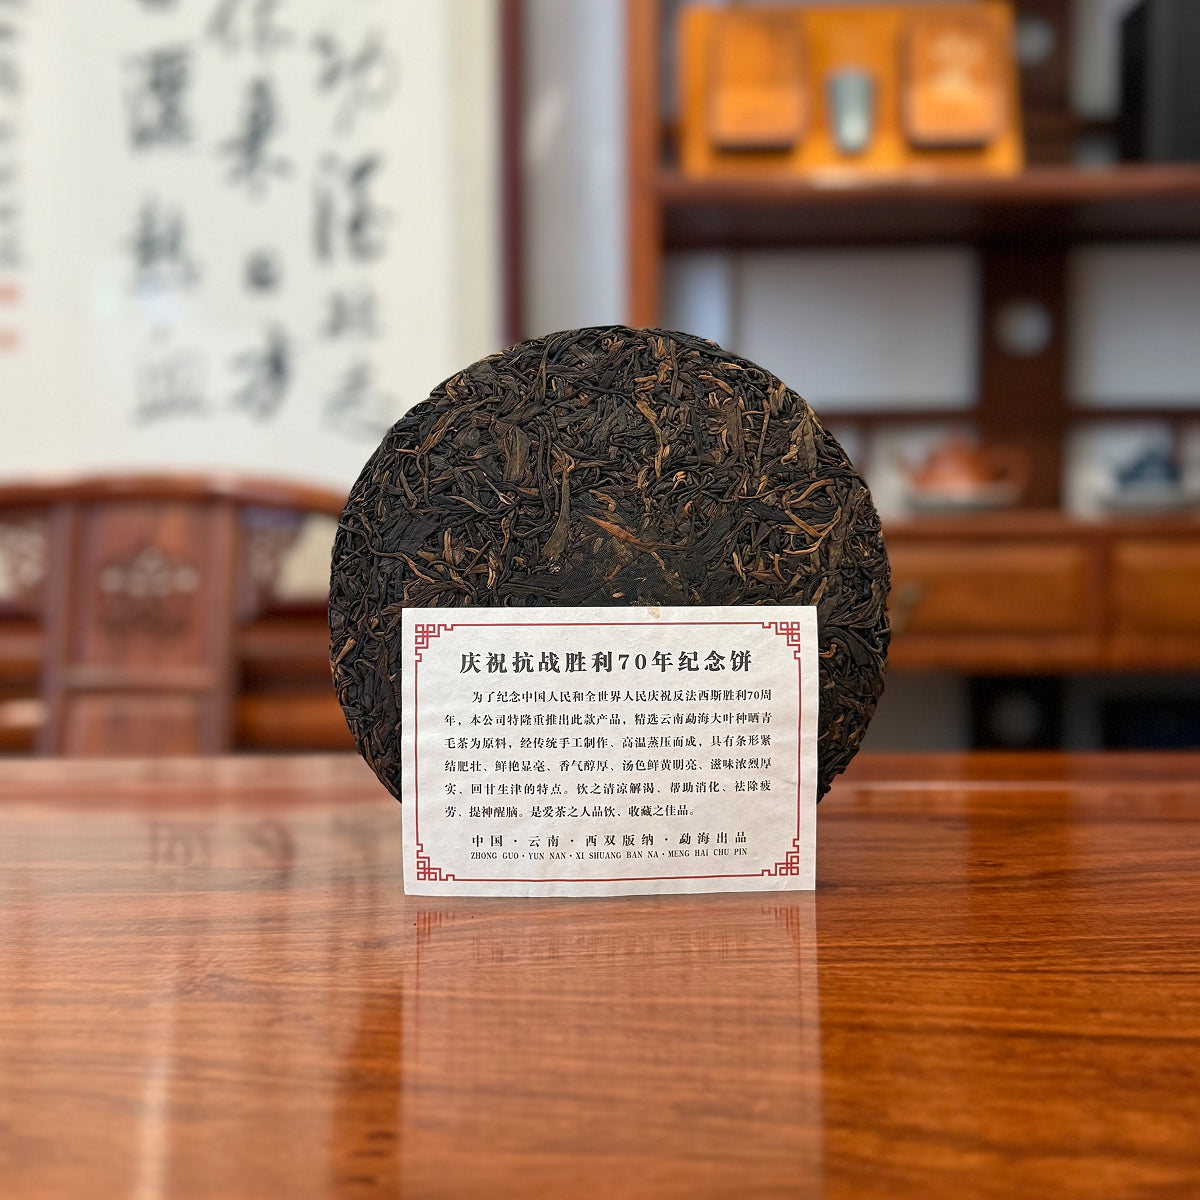 庆祝抗战胜利70年纪念饼
为了纪念中国人民和全世界人民庆祝反法西斯胜利70周
年，本公司特隆重推出此款产品，精选云南勐海大叶种晒青
毛茶为原料，经传统手工制作、高温蒸压而成，具有条形紧
结肥壮、鲜艳显毫、香气醇厚、汤色鲜黄明亮、滋味浓烈厚
实、回甘生津的特点。饮之清凉解渴、帮助消化、祛除疲
劳、提神醒脑。是爱茶之人品饮、收藏之佳品。
中国·云南·西双版纳·勐海出品
ZHONG GUO·YUN NAN·XI SHUANG BAN NA·MENG HAI CHU PIN